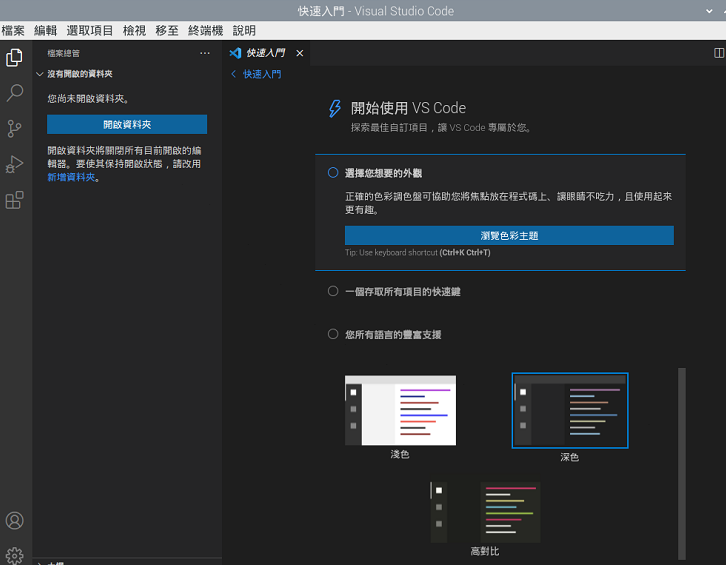 快速入門 - Visual Studio Code
檔案 編輯 選取項目 檢視 移至 終端機 說明
檔案總管
沒有開啟的資料夾
您尚未開啟資料夾。
開啟資料夾
開啟資料夾將關閉所有目前開啟的編
輯器。要使其保持開啟狀態，請改用
新增資料夾。
快速入門
快速入門
開始使用 VS Code
探索最佳自訂項目，讓 VS Code 專屬於您。
選擇您想要的外觀
正確的色彩調色盤可協助您將焦點放在程式碼上、讓眼睛不吃力，且使用起來
更有趣。
瀏覽色彩主題
Tip: Use keyboard shortcut (Ctrl+K Ctrl+T)
一個存取所有項目的快速鍵
您所有語言的豐富支援
淺色
深色
高對比